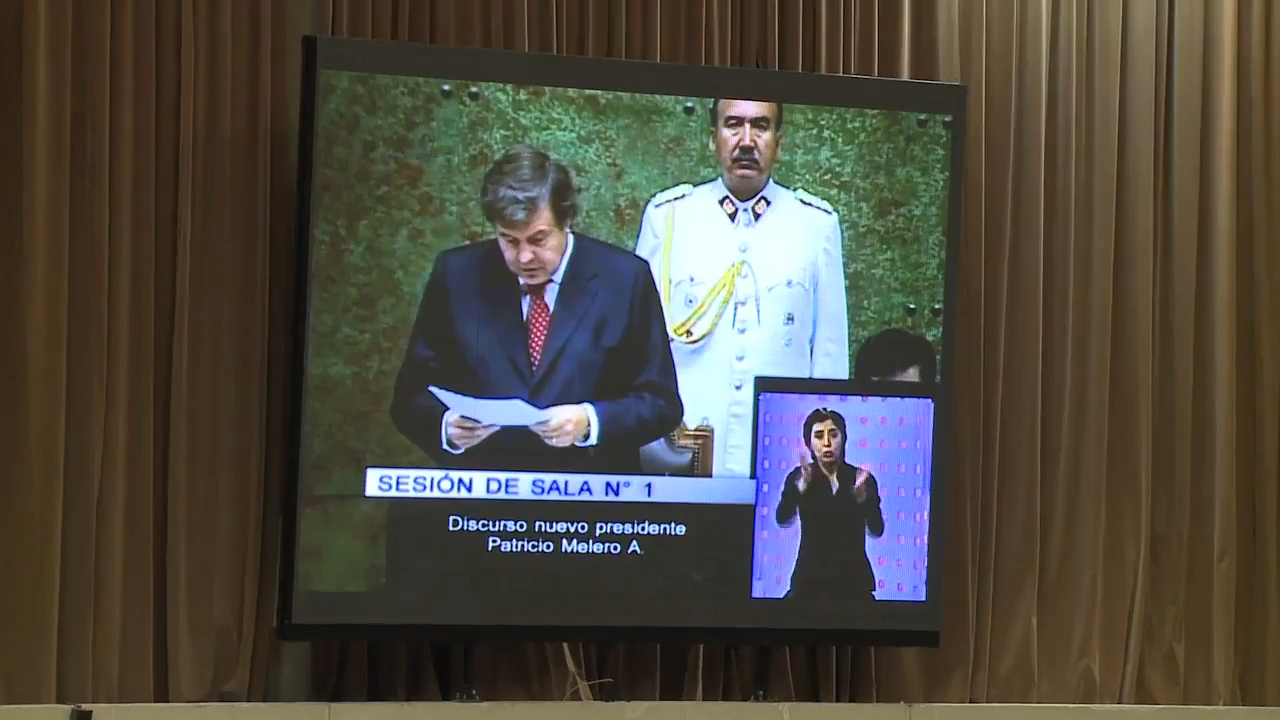 SESIÓN DE SALA N° 1
Discurso nuevo presidente
Patricio Melero A.